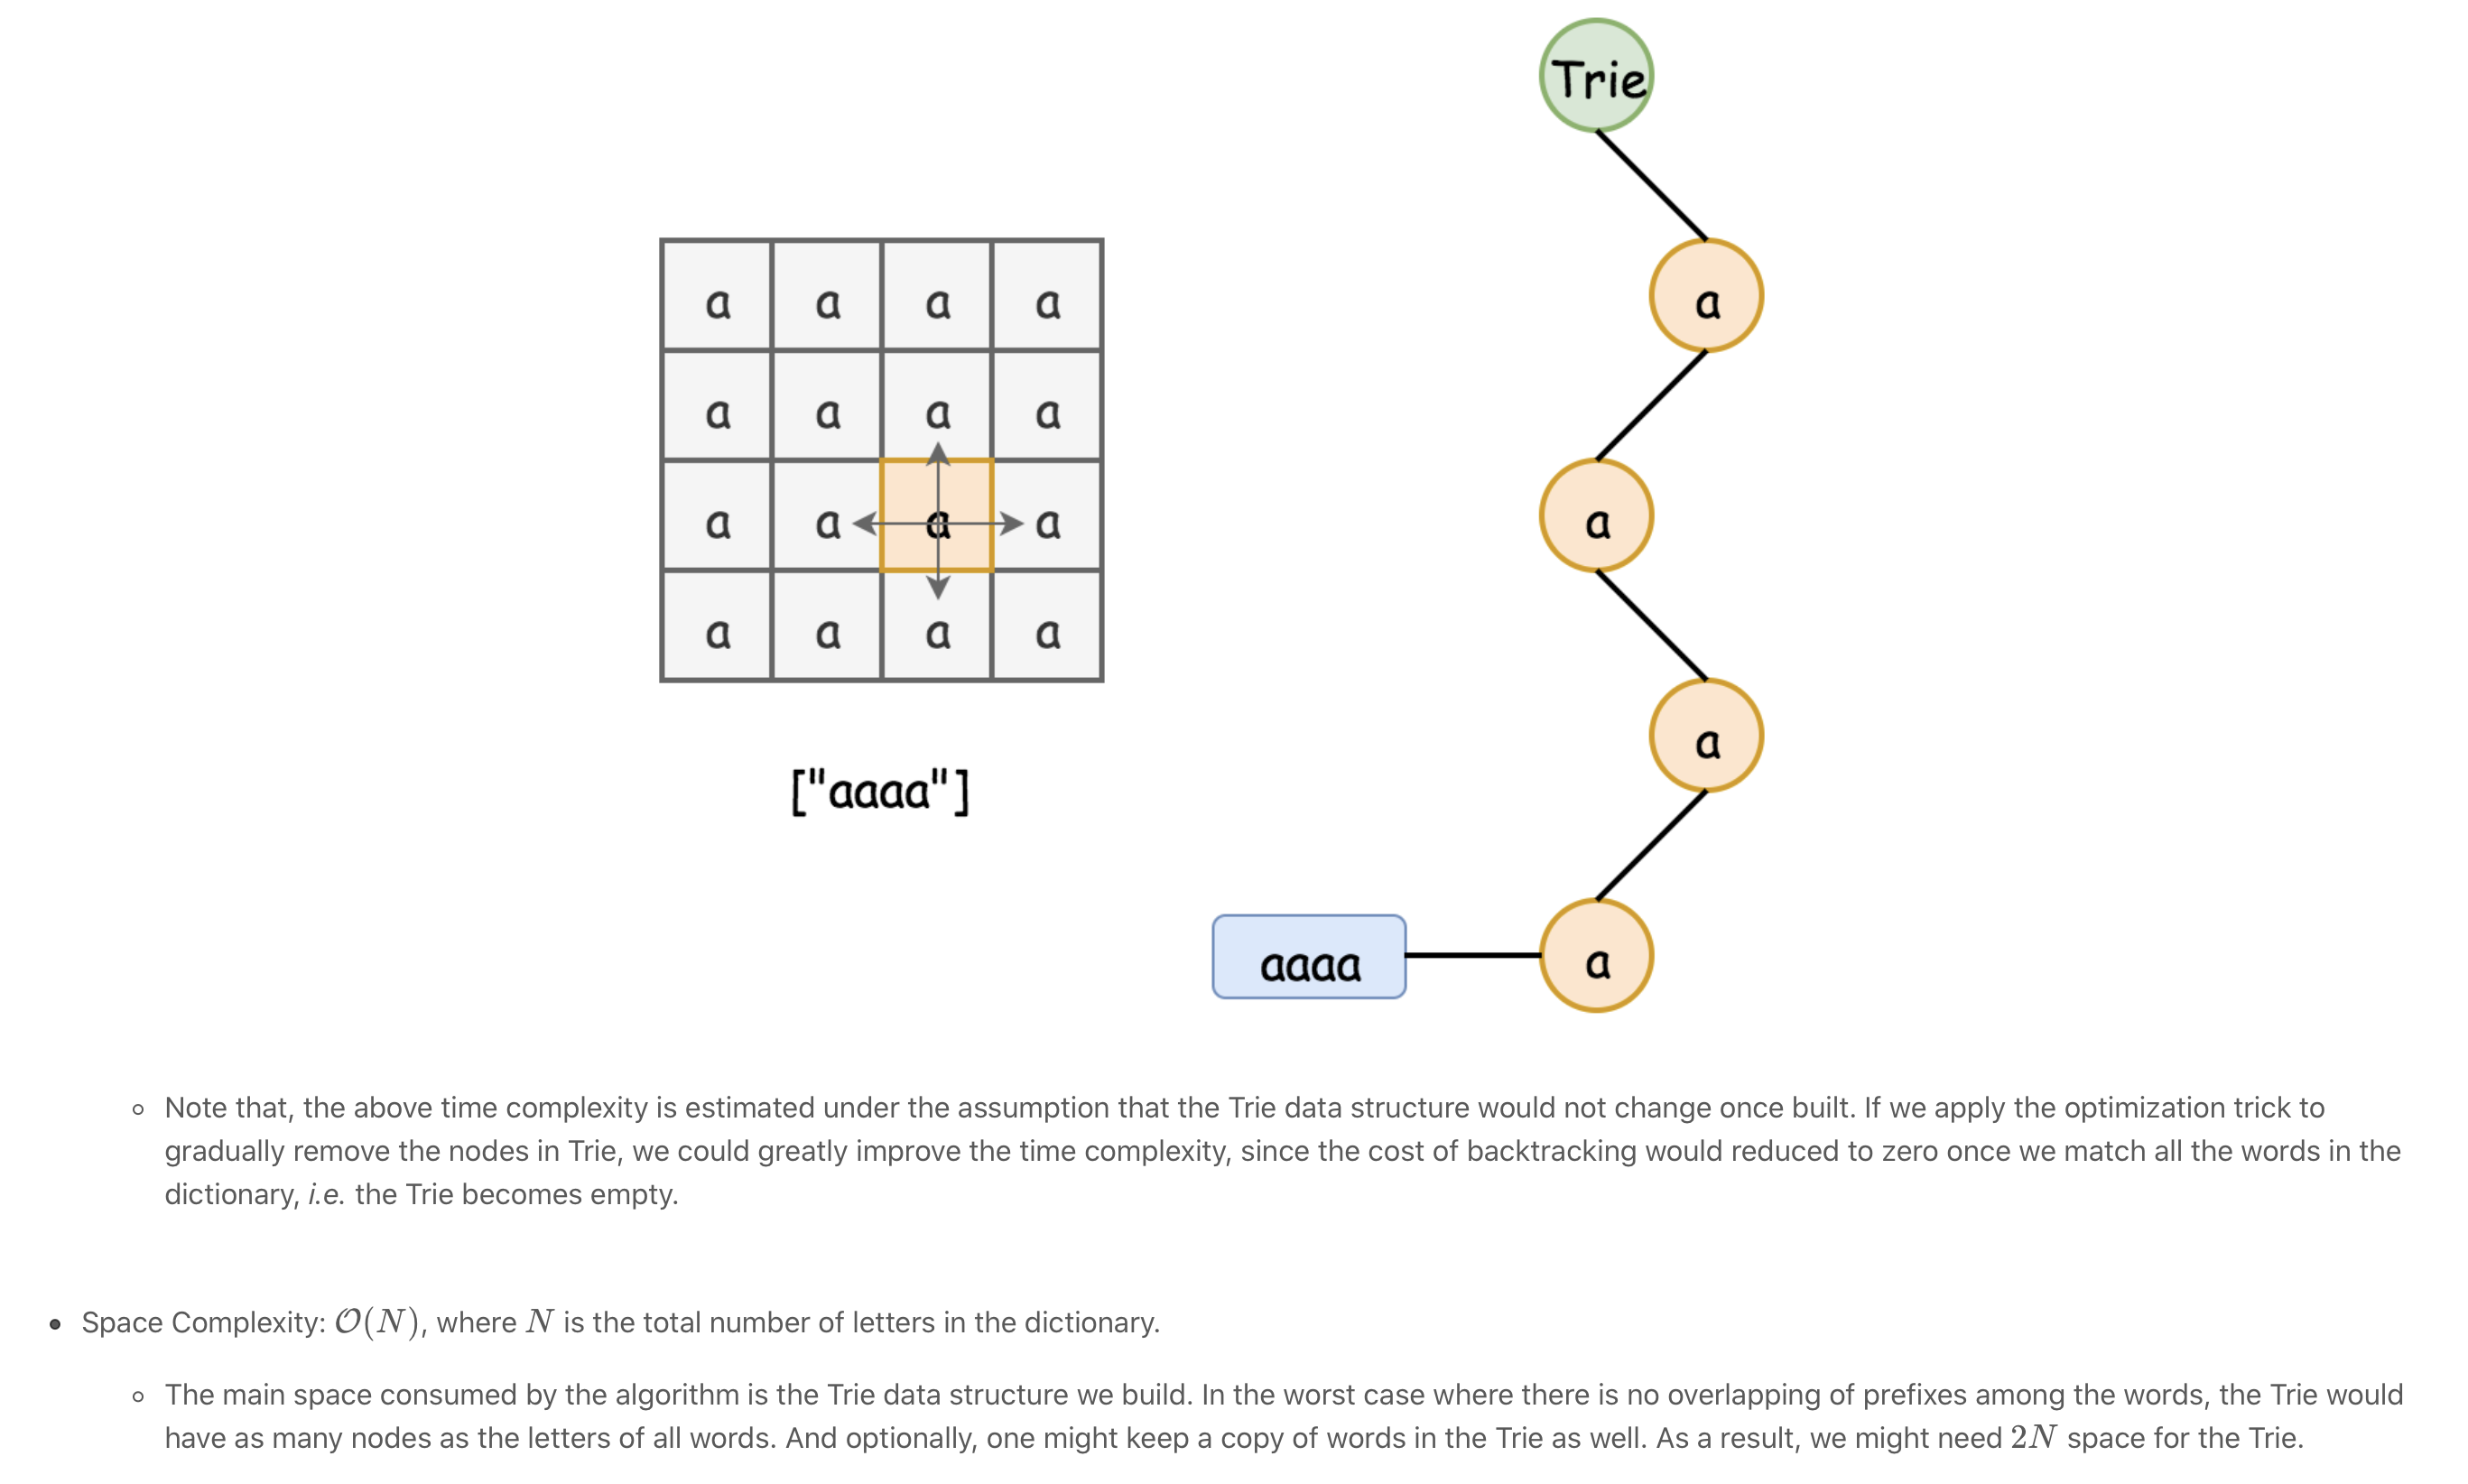 Trie
a
a a a a
a a a a
a a a a
a a a a
a
a
["aaaa"]
aaaa
a
Note that, the above time complexity is estimated under the assumption that the Trie data structure would not change once built. If we apply the optimization trick to
gradually remove the nodes in Trie, we could greatly improve the time complexity, since the cost of backtracking would reduced to zero once we match all the words in the
dictionary, i.e. the Trie becomes empty.
Space Complexity: O(N), where N is the total number of letters in the dictionary.
The main space consumed by the algorithm is the Trie data structure we build. In the worst case where there is no overlapping of prefixes among the words, the Trie would
have as many nodes as the letters of all words. And optionally, one might keep a copy of words in the Trie as well. As a result, we might need 2N space for the Trie.